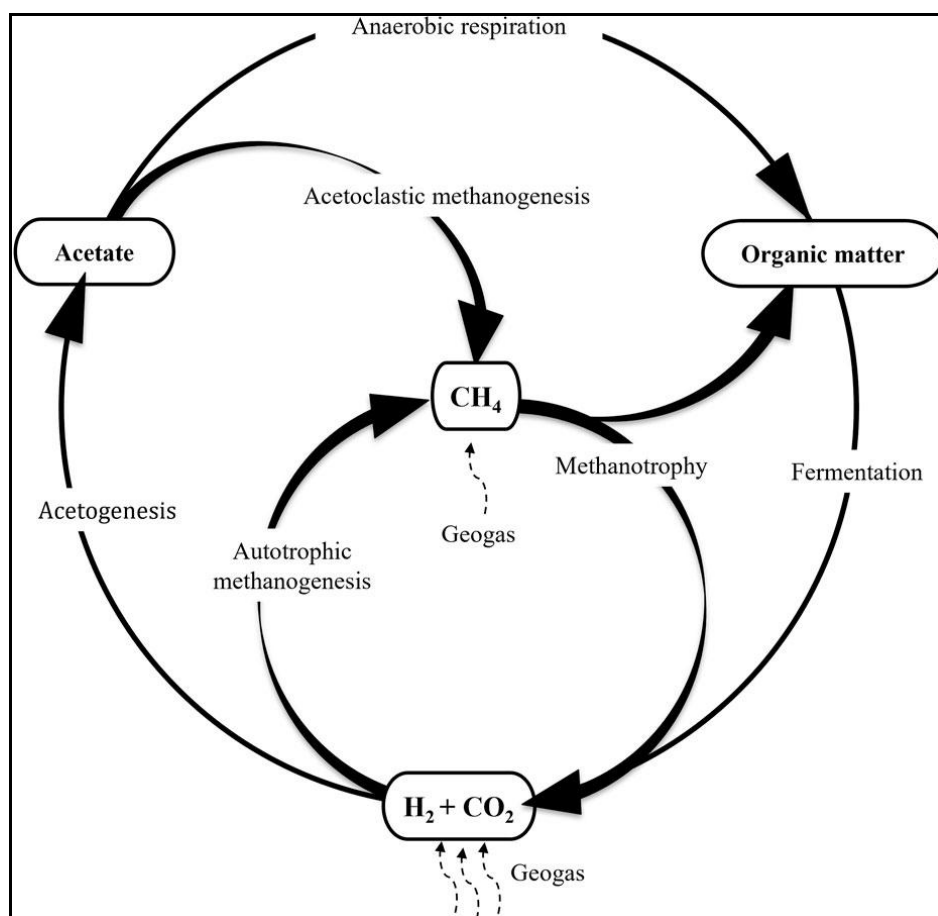 Anaerobic respiration
Acetoclastic methanogenesis
Acetate
Organic matter
CH₄
Methanotrophy
Fermentation
Acetogenesis
Geogas
Autotrophic
methanogenesis
H₂ + CO₂
Geogas